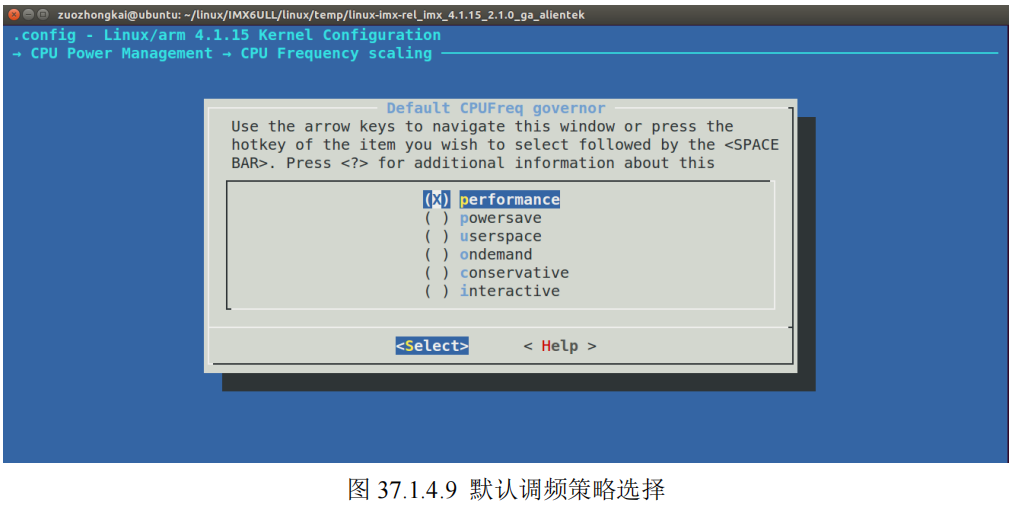 zuozhongkai@ubuntu: ~/linux/IMX6ULL/linux/temp/linux-imx-rel_imx_4.1.15_2.1.0_ga_alientek
.config - Linux/arm 4.1.15 Kernel Configuration
→ CPU Power Management → CPU Frequency scaling
Default CPUFreq governor
Use the arrow keys to navigate this window or press the
hotkey of the item you wish to select followed by the <SPACE
BAR>. Press <?> for additional information about this
(X) performance
( ) powersave
( ) userspace
( ) ondemand
( ) conservative
( ) interactive
<Select> < Help >
图 37.1.4.9 默认调频策略选择